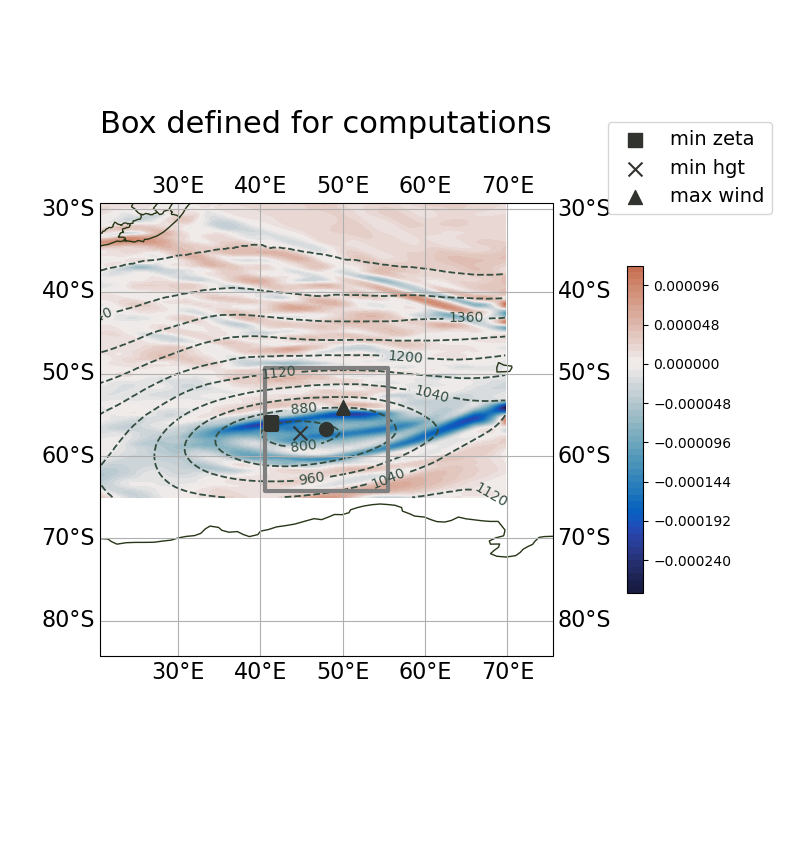 Box defined for computations
min zeta
min hgt
max wind
30°E 40°E 50°E 60°E 70°E
30°S 30°S
40°S 40°S
1360
50°S 50°S
1200
1120
1040
880
800
60°S 60°S
960
1040
1120
70°S 70°S
80°S 80°S
30°E 40°E 50°E 60°E 70°E
0.000096
0.000048
0.000000
−0.000048
−0.000096
−0.000144
−0.000192
−0.000240